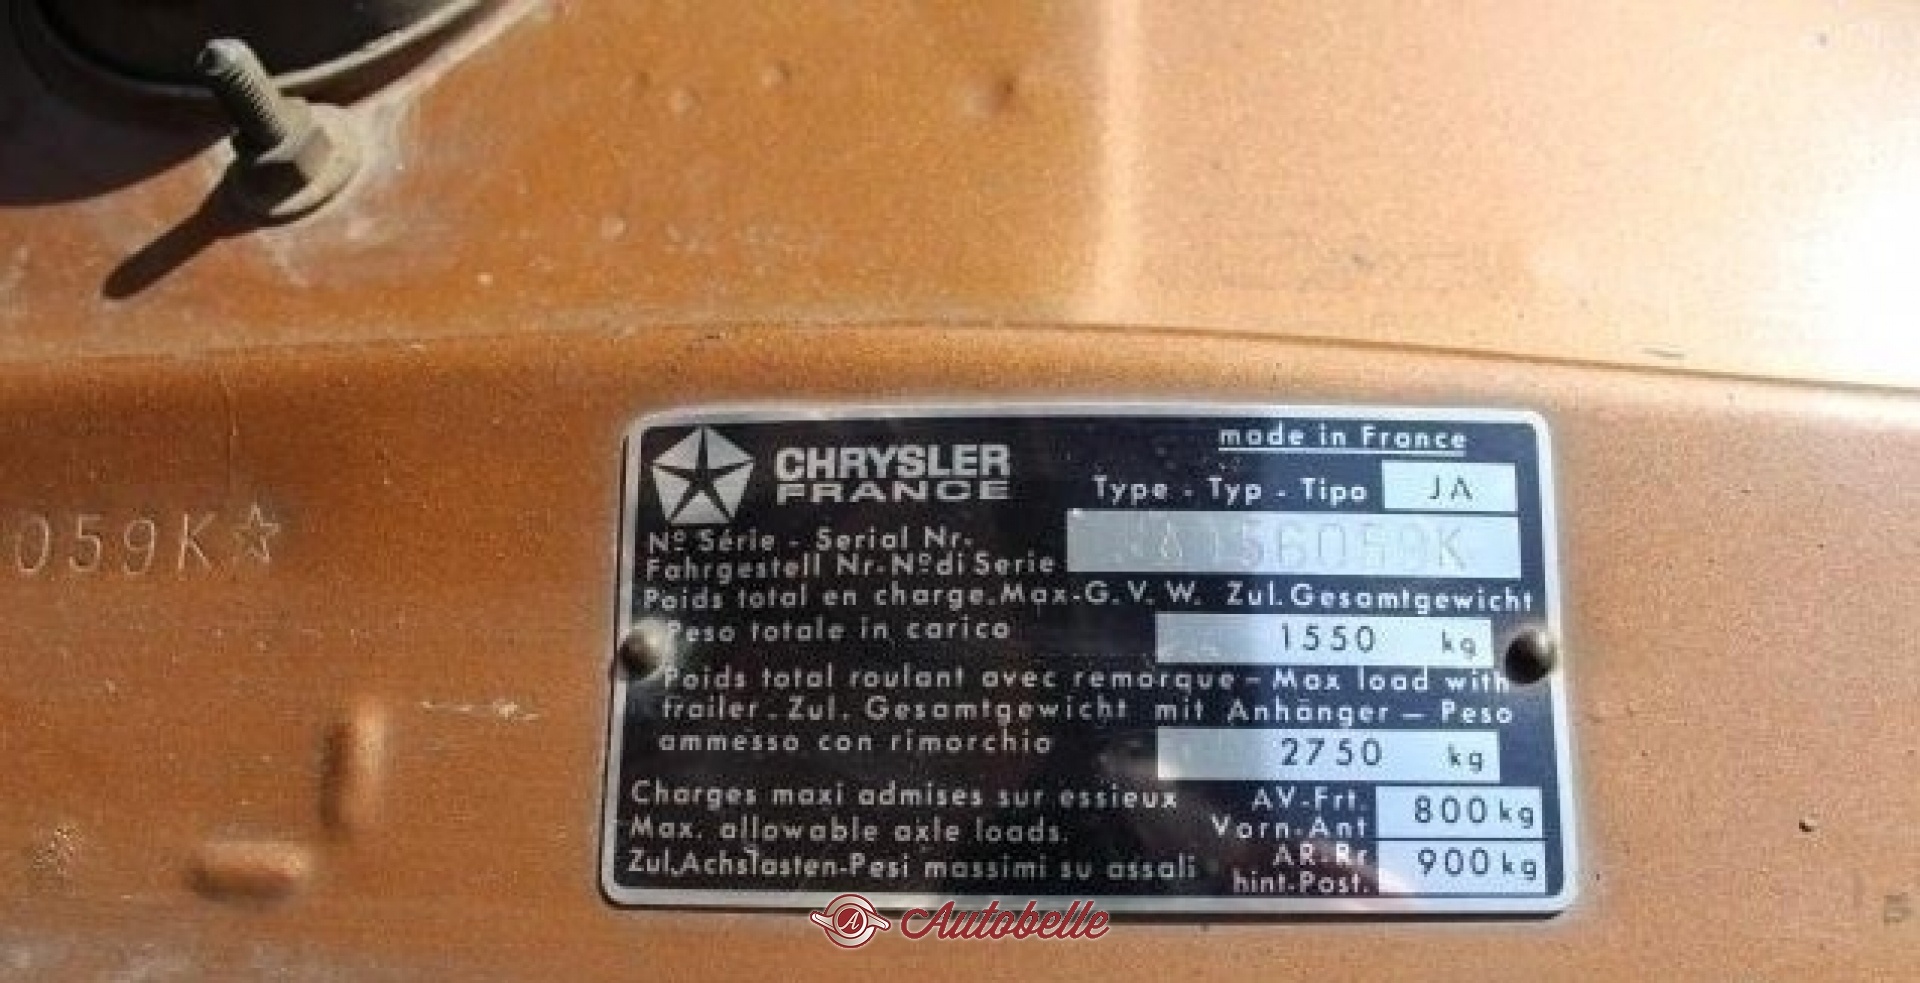 made in France
CHRYSLER
FRANCE
Type - Typ - Tipo JA
Nº Série - Serial Nr.
Fahrgestell Nr-Nºdi Serie JA156059K
Poids total en charge.Max-G.V.W. Zul.Gesamtgewicht
Peso totale in carico 1550 kg
Poids total roulant avec remorque - Max load with
trailer. Zul. Gesamtgewicht mit Anhänger - Peso
ammesso con rimorchio 2750 kg
Charges maxi admises sur essieux AV-Frt. 800 kg
Max. allowable axle loads. Vorn-Ant
Zul.Achslasten-Pesi massimi su assali AR-Rr 900 kg
hint-Post.
059K☆
Autobelle